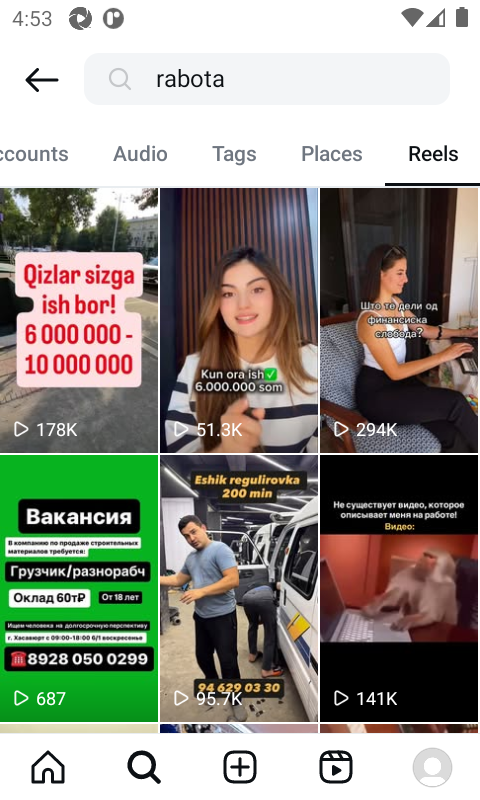 4:53
rabota
ccounts
Audio
Tags
Places
Reels
Qizlar sizga
ish bor!
6 000 000 -
10 000 000
178K
Kun ora ish✅
6.000.000 som
51.3K
Што те дели од
финансиска
слобода?
294K
Вакансия
В компанию по продаже строительных
материалов требуется:
Грузчик/разнорабч
Оклад 60т₽
От 18 лет
Ищем человека на долгосрочную перспективу
г. Хасавюрт с 09:00-18:00 6/1 воскресенье
☎8928 050 0299
687
Eshik regulirovka
200 min
94 629 03 30
95.7K
Не существует видео, которое
описывает меня на работе!
Видео:
141K